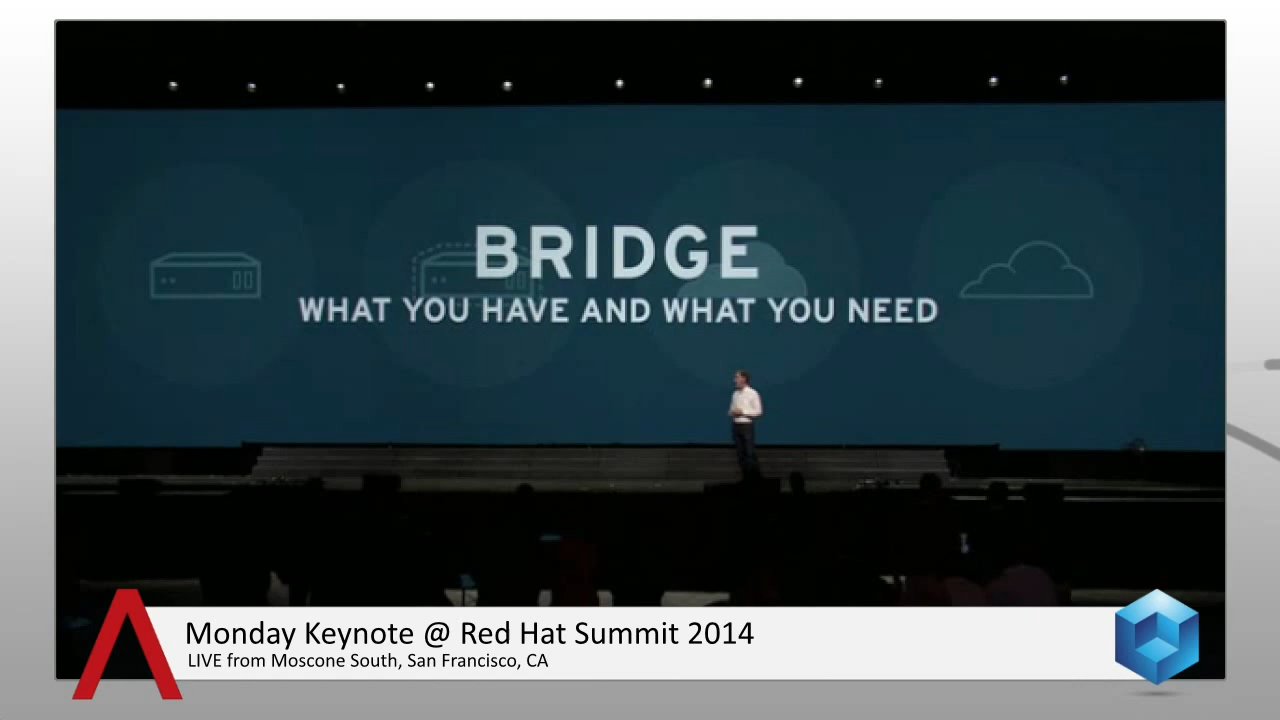 BRIDGE
WHAT YOU HAVE AND WHAT YOU NEED
Monday Keynote @ Red Hat Summit 2014
LIVE from Moscone South, San Francisco, CA